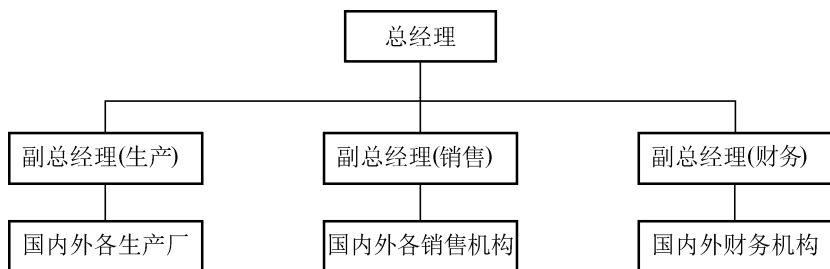 总经理
副总经理(生产)
副总经理(销售)
副总经理(财务)
国内外各生产厂
国内外各销售机构
国内外财务机构